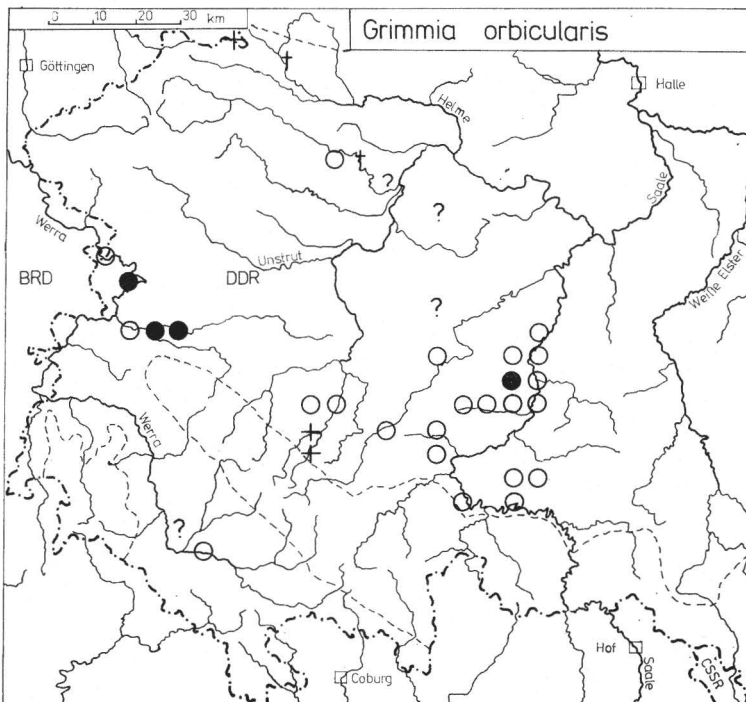 0 10 20 30 km
Grimmia orbicularis
Göttingen
Halle
Helme
?
?
Saale
Werra
Unstrut
Weiße Elster
BRD
DDR
?
Werra
?
Hof
Saale
CSSR
Coburg